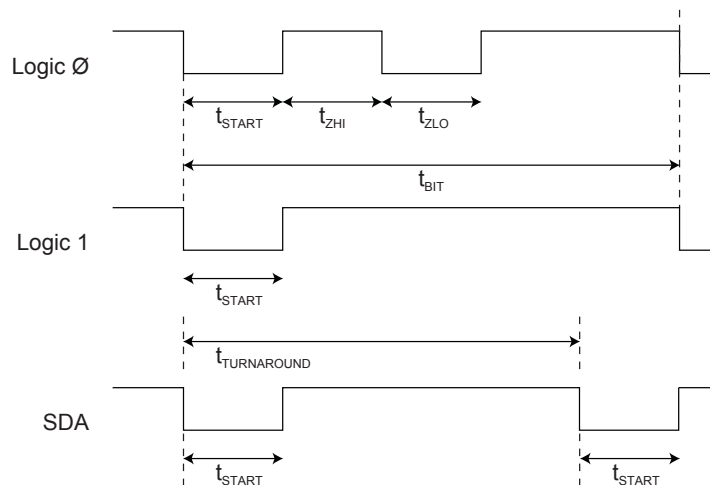 Logic Ø
tSTART tZHI tZLO
tBIT
Logic 1
tSTART
tTURNAROUND
SDA
tSTART tSTART